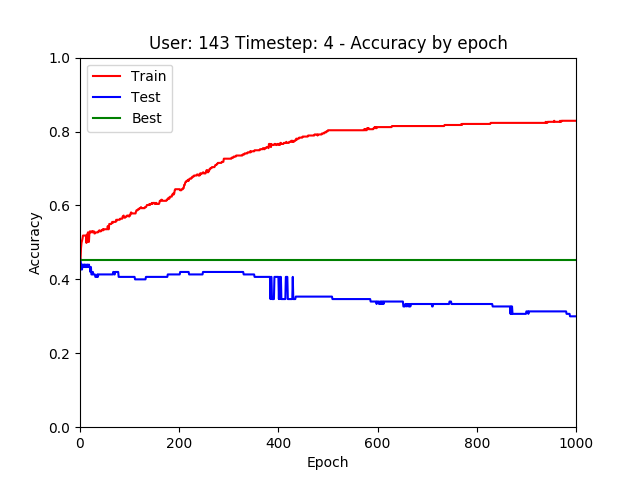 User: 143 Timestep: 4 - Accuracy by epoch
Train
Test
Best
Accuracy
1.0
0.8
0.6
0.4
0.2
0.0
0 200 400 600 800 1000
Epoch